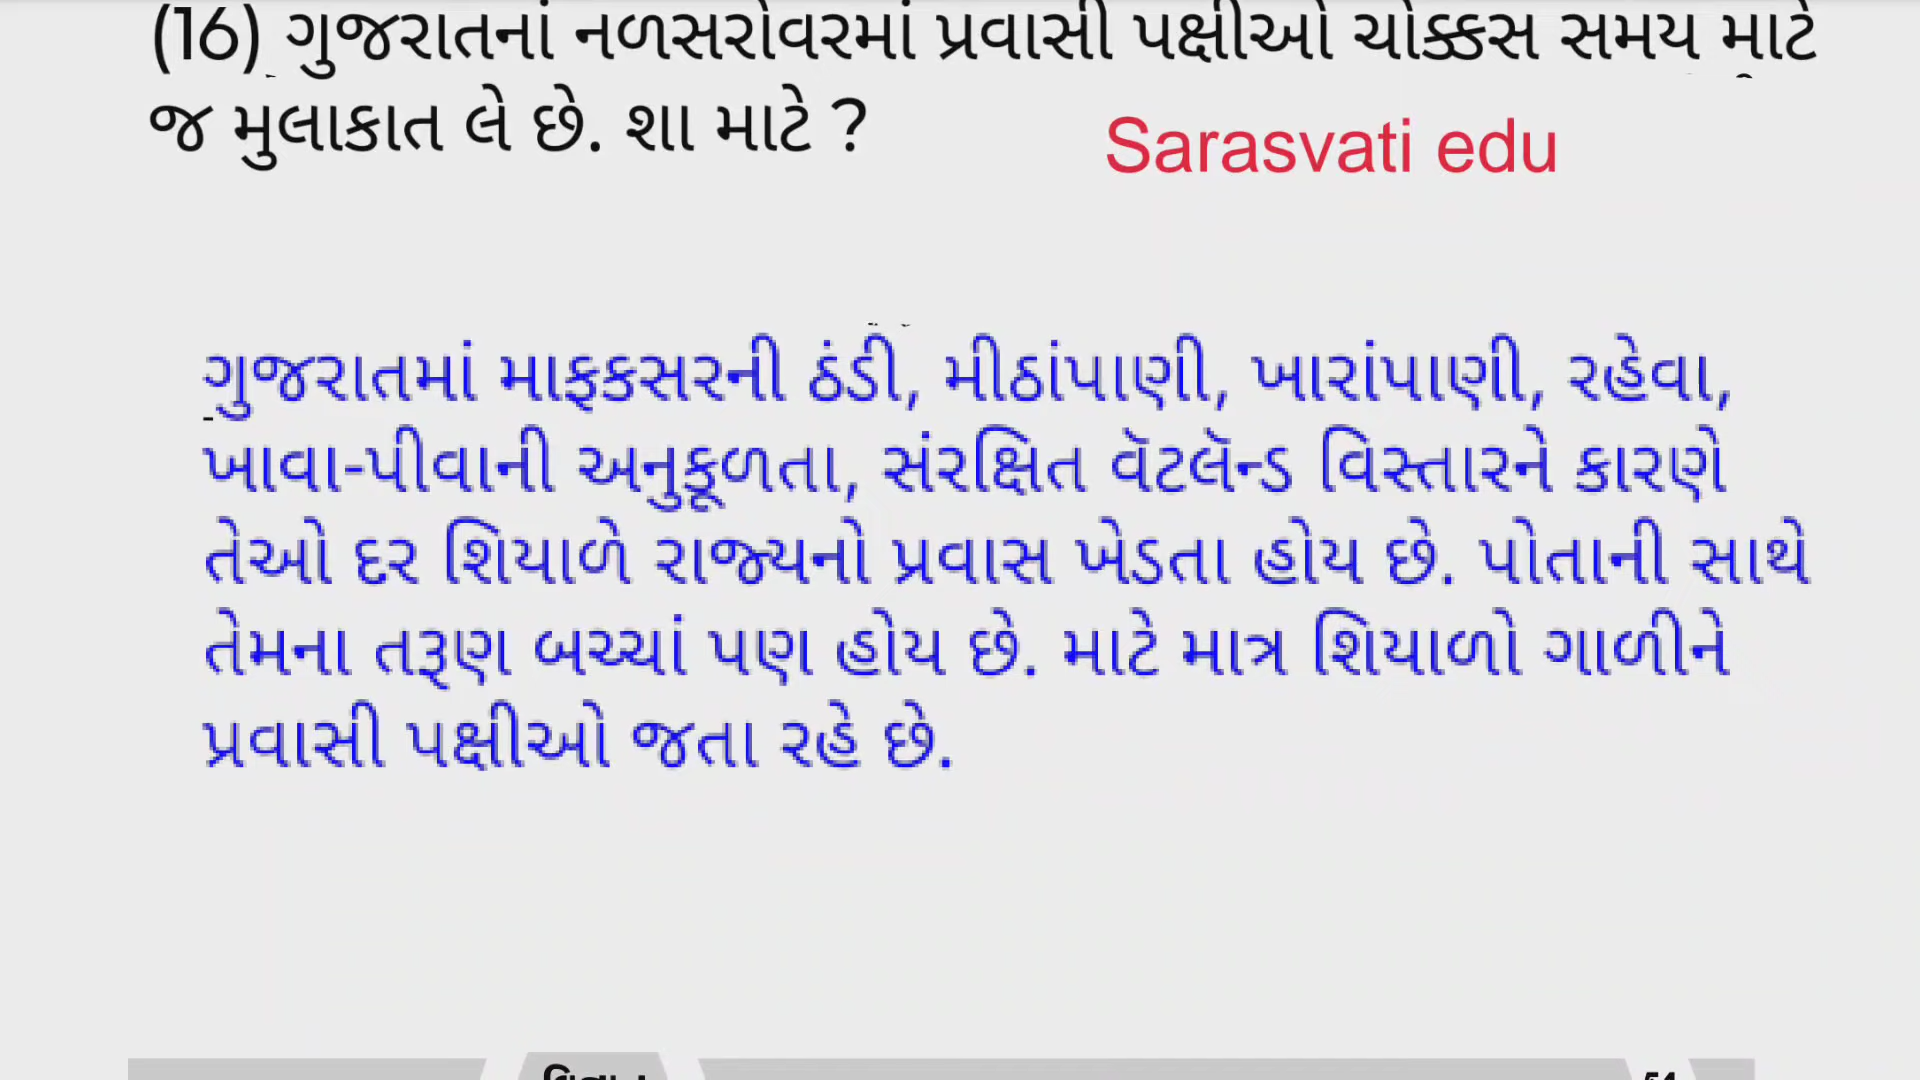 (16) ગુજરાતનાં નળસરોવરમાં પ્રવાસી પક્ષીઓ ચોક્કસ સમય માટે
જ મુલાકાત લે છે. શા માટે ?
Sarasvati edu
ગુજરાતમાં માફકસરની ઠંડી, મીઠાંપાણી, ખારાંપાણી, રહેવા,
ખાવા-પીવાની અનુકૂળતા, સંરક્ષિત વૅટલૅન્ડ વિસ્તારને કારણે
તેઓ દર શિયાળે રાજ્યનો પ્રવાસ ખેડતા હોય છે. પોતાની સાથે
તેમના તરૂણ બચ્ચાં પણ હોય છે. માટે માત્ર શિયાળો ગાળીને
પ્રવાસી પક્ષીઓ જતા રહે છે.